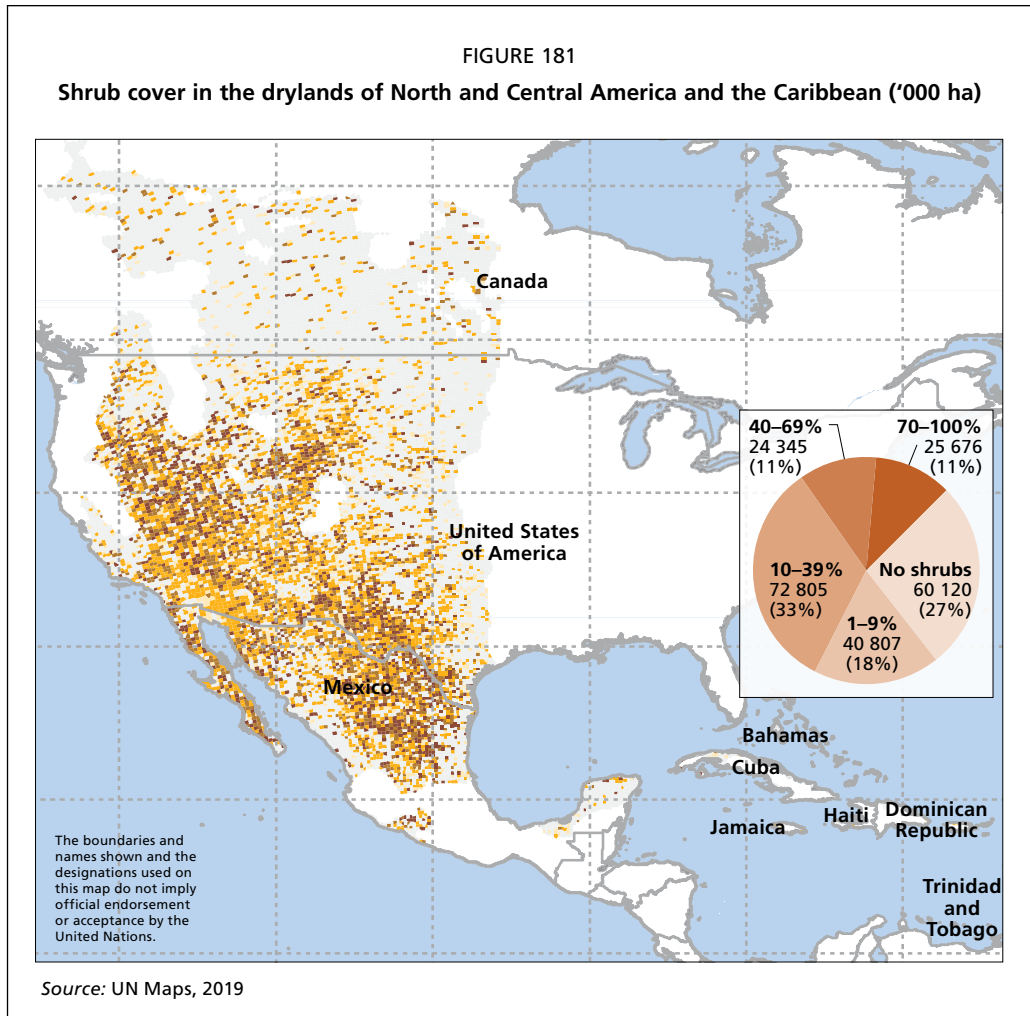 FIGURE 181
Shrub cover in the drylands of North and Central America and the Caribbean (‘000 ha)
Canada
United States
of America
Mexico
40–69%
24 345
(11%)
70–100%
25 676
(11%)
10–39%
72 805
(33%)
No shrubs
60 120
(27%)
1–9%
40 807
(18%)
Bahamas
Cuba
Jamaica
Haiti
Dominican
Republic
Trinidad
and
Tobago
The boundaries and
names shown and the
designations used on
this map do not imply
official endorsement
or acceptance by the
United Nations.
Source: UN Maps, 2019